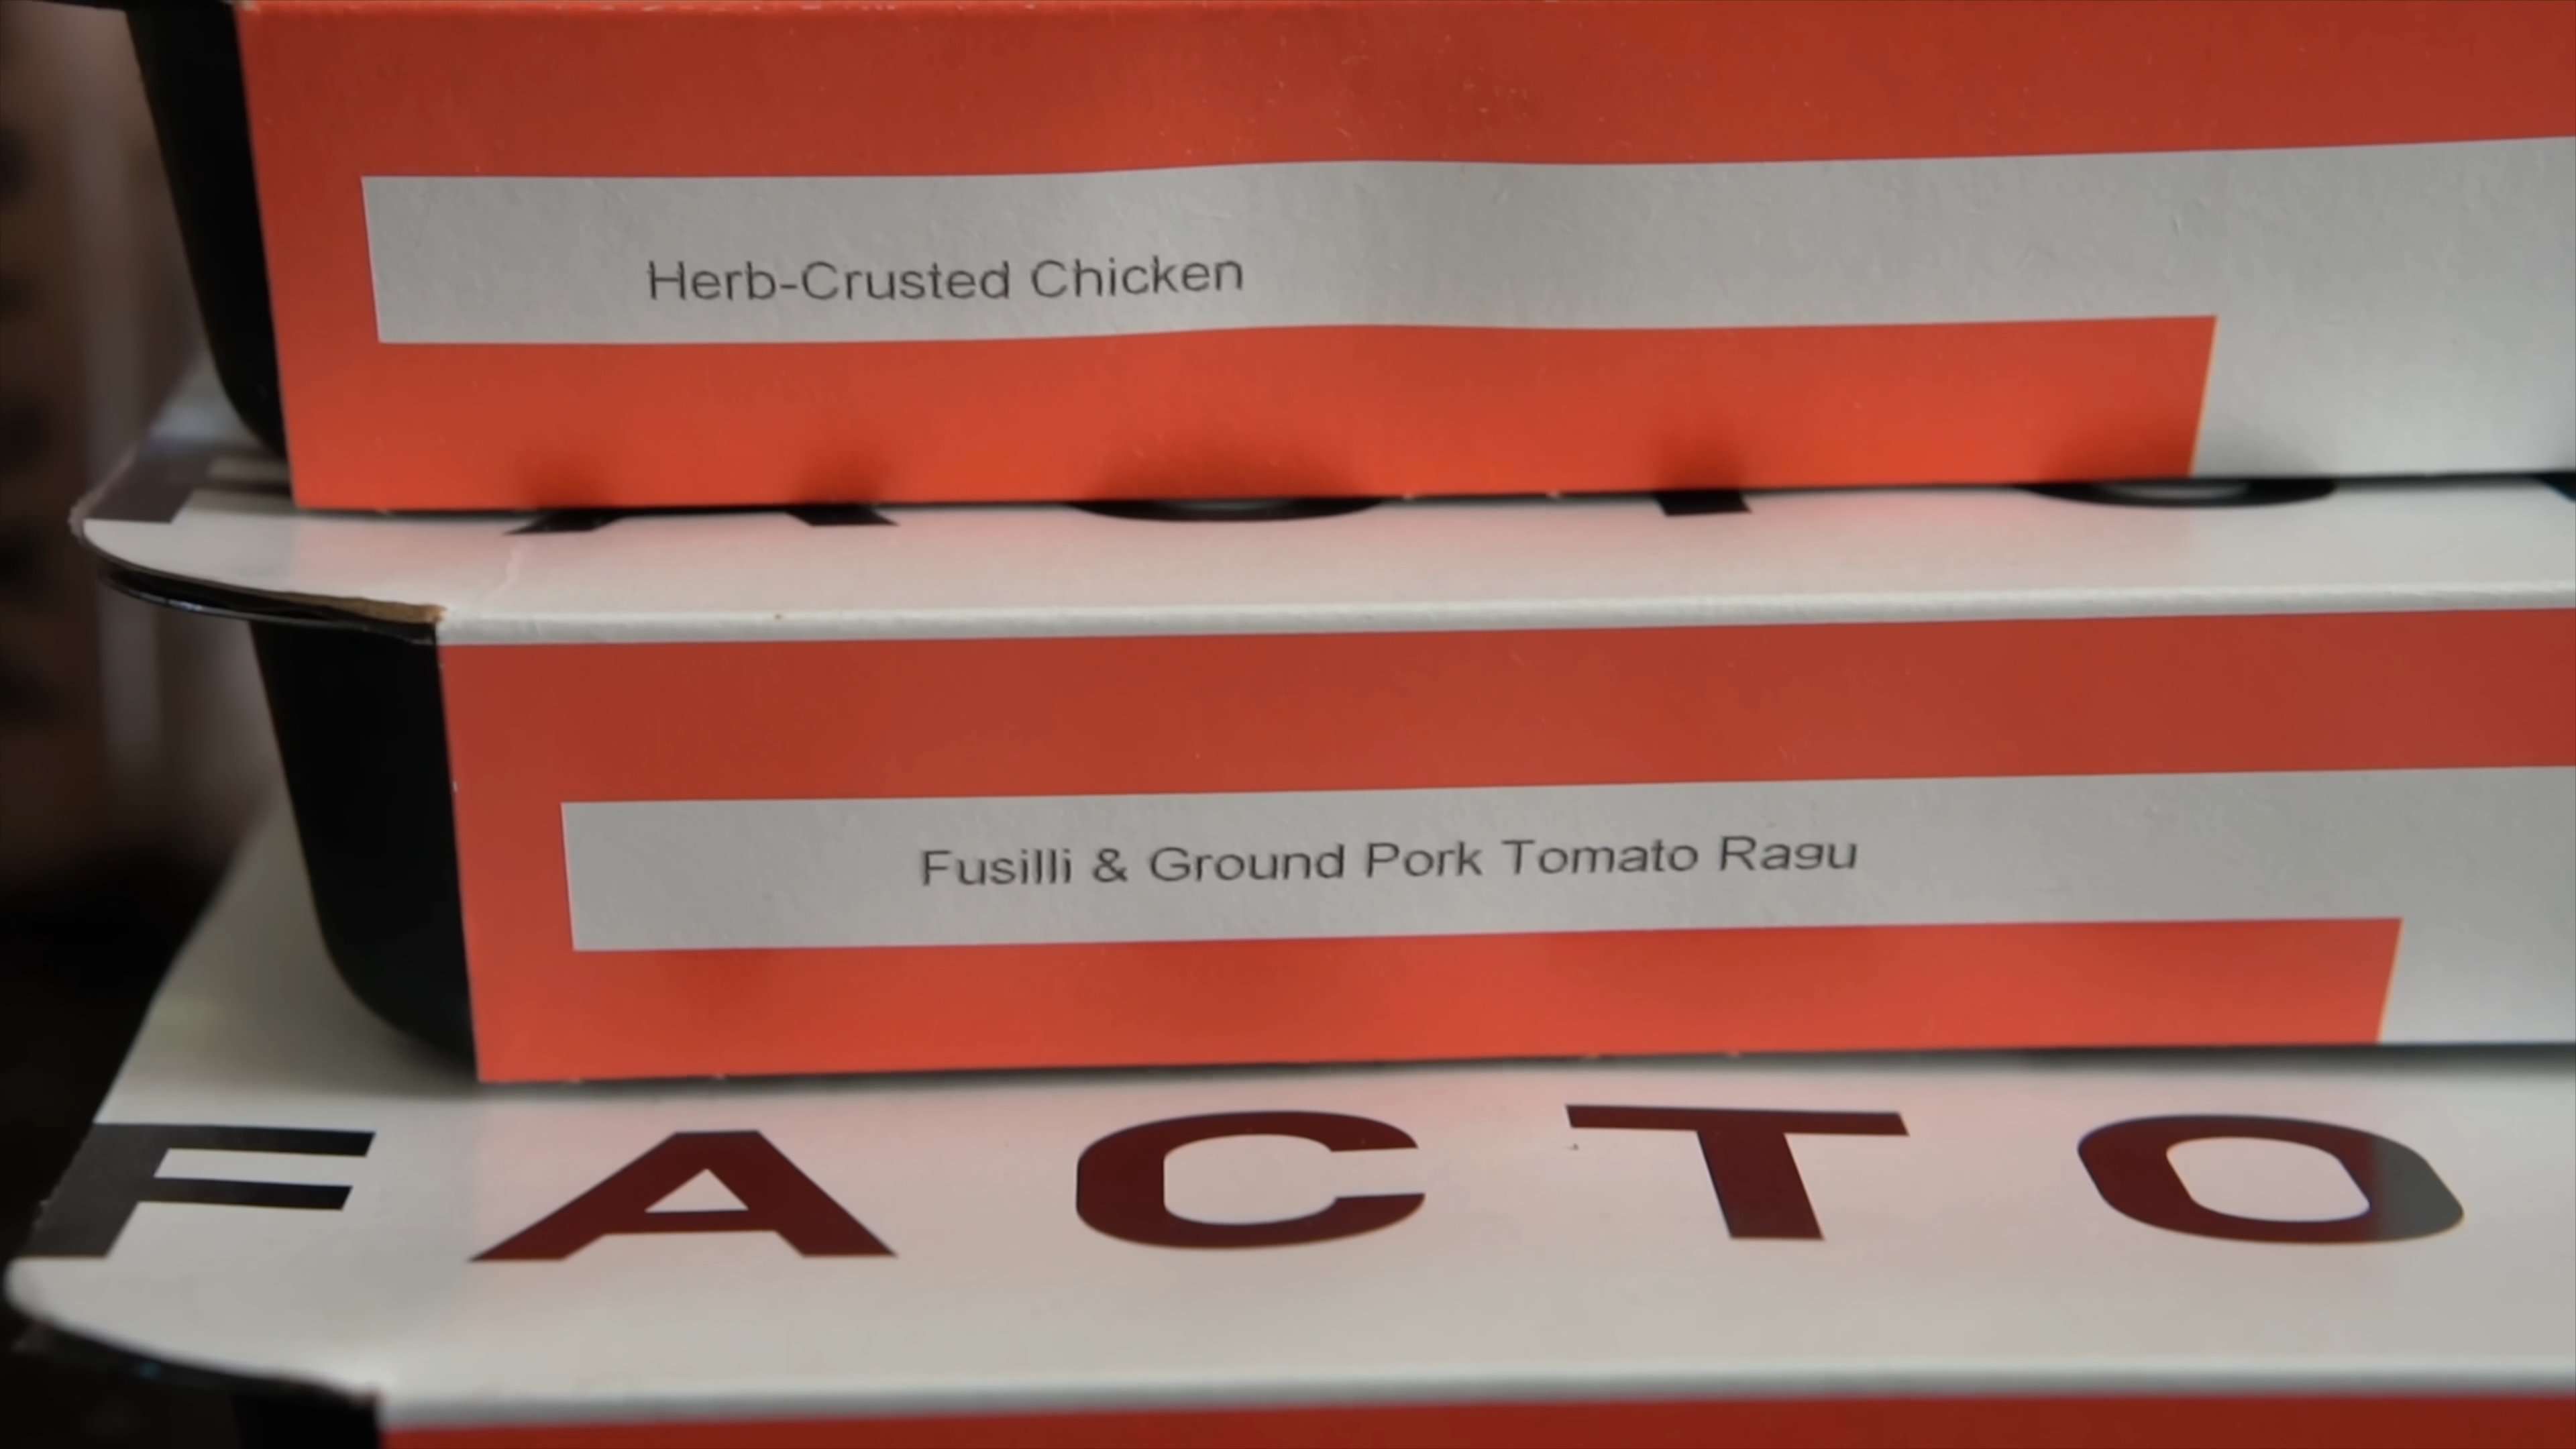 Herb-Crusted Chicken
Fusilli & Ground Pork Tomato Ragu
FACTO